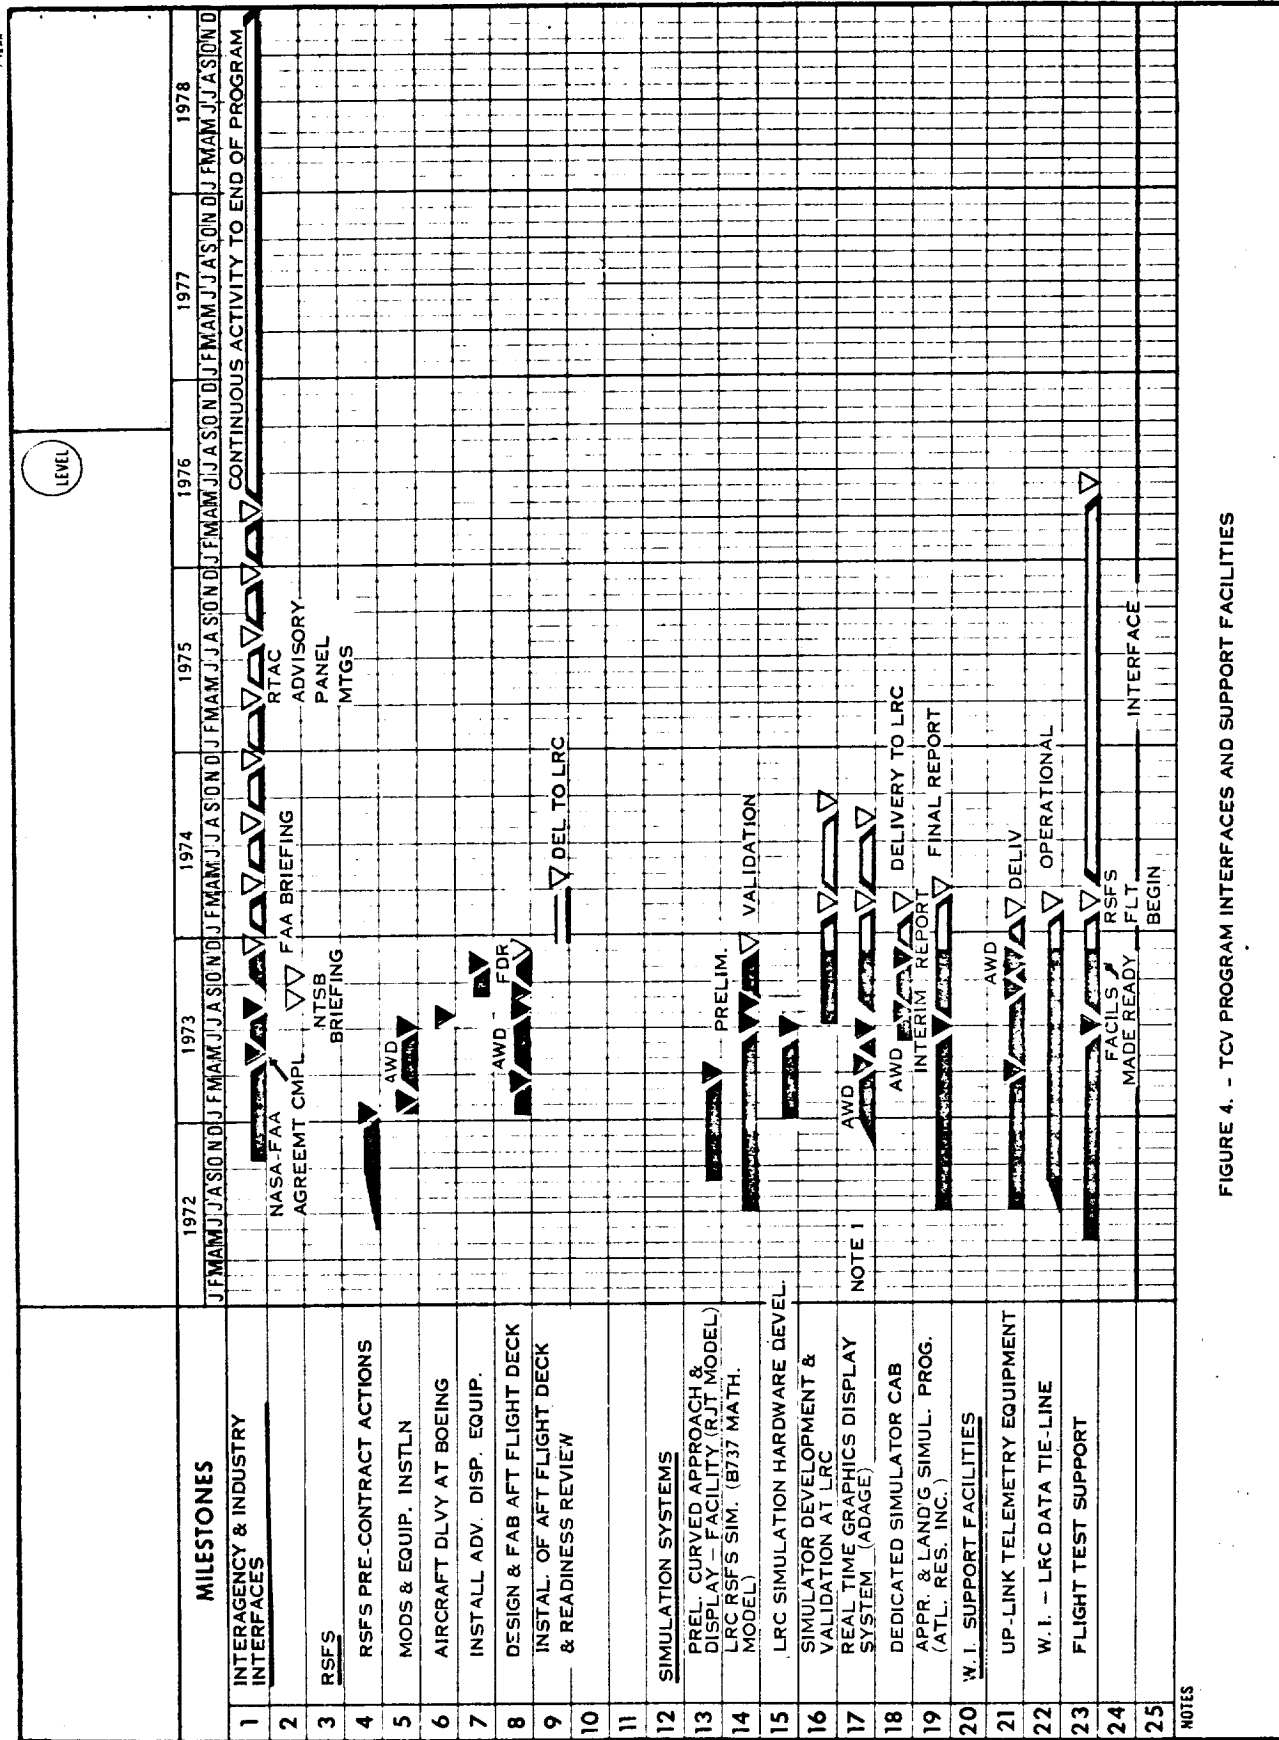 LEVEL
MILESTONES
1972 1973 1974 1975 1976 1977 1978
J F M A M J J A S O N D J F M A M J J A S O N D J F M A M J J A S O N D J F M A M J J A S O N D J F M A M J J A S O N D J F M A M J J A S O N D J F M A M J J A S O N D
1 INTERAGENCY & INDUSTRY
INTERFACES
CONTINUOUS ACTIVITY TO END OF PROGRAM
2
NASA-FAA
AGREEMT CMPL
FAA BRIEFING
NTSB
BRIEFING
RTAC
ADVISORY
PANEL
MTGS
3 RSFS
4 RSFS PRE-CONTRACT ACTIONS
5 MODS & EQUIP. INSTLN
AWD
6 AIRCRAFT DLVY AT BOEING
7 INSTALL ADV. DISP. EQUIP.
8 DESIGN & FAB AFT FLIGHT DECK
AWD
FDR
9 INSTAL. OF AFT FLIGHT DECK
& READINESS REVIEW
DEL TO LRC
10
11
12 SIMULATION SYSTEMS
13 PREL. CURVED APPROACH &
DISPLAY - FACILITY (RJT MODEL)
PRELIM.
14 LRC RSFS SIM. (B737 MATH.
MODEL)
VALIDATION
15 LRC SIMULATION HARDWARE DEVEL.
16 SIMULATOR DEVELOPMENT &
VALIDATION AT LRC
17 REAL TIME GRAPHICS DISPLAY
SYSTEM (ADAGE)
NOTE 1
AWD
18 DEDICATED SIMULATOR CAB
AWD
DELIVERY TO LRC
19 APPR. & LAND'G SIMUL. PROG.
(ATL. RES. INC.)
INTERIM REPORT
FINAL REPORT
20 W. I. SUPPORT FACILITIES
21 UP-LINK TELEMETRY EQUIPMENT
AWD
DELIV
22 W. I. - LRC DATA TIE-LINE
OPERATIONAL
23 FLIGHT TEST SUPPORT
24
FACILS
MADE READY
RSFS
FLT
BEGIN
INTERFACE
25
NOTES
FIGURE 4. - TCV PROGRAM INTERFACES AND SUPPORT FACILITIES